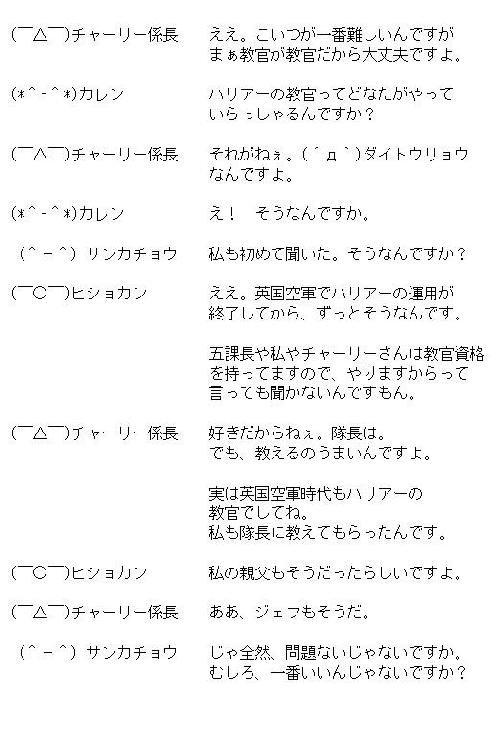 (￣△￣)チャーリー係長 ええ。こいつが一番難しいんですが
まぁ教官が教官だから大丈夫ですよ。
(*＾-＾*)カレン ハリアーの教官ってどなたがやって
いらっしゃるんですか？
(￣△￣)チャーリー係長 それがねぇ。(´д｀)ダイトウリョウ
なんですよ。
(*＾-＾*)カレン え！ そうなんですか。
(＾－＾) サンカチョウ 私も初めて聞いた。そうなんですか？
(￣○￣)ヒショカン ええ。英国空軍でハリアーの運用が
終了してから、ずっとそうなんです。
五課長や私やチャーリーさんは教官資格
を持ってますので、やりますからって
言っても聞かないんですもん。
(￣△￣)チャーリー係長 好きだからねぇ。隊長は。
でも、教えるのうまいんですよ。
実は英国空軍時代もハリアーの
教官でしてね。
私も隊長に教えてもらったんです。
(￣○￣)ヒショカン 私の親父もそうだったらしいですよ。
(￣△￣)チャーリー係長 ああ、ジェフもそうだ。
(＾－＾) サンカチョウ じゃ全然、問題ないじゃないですか。
むしろ、一番いいんじゃないですか？